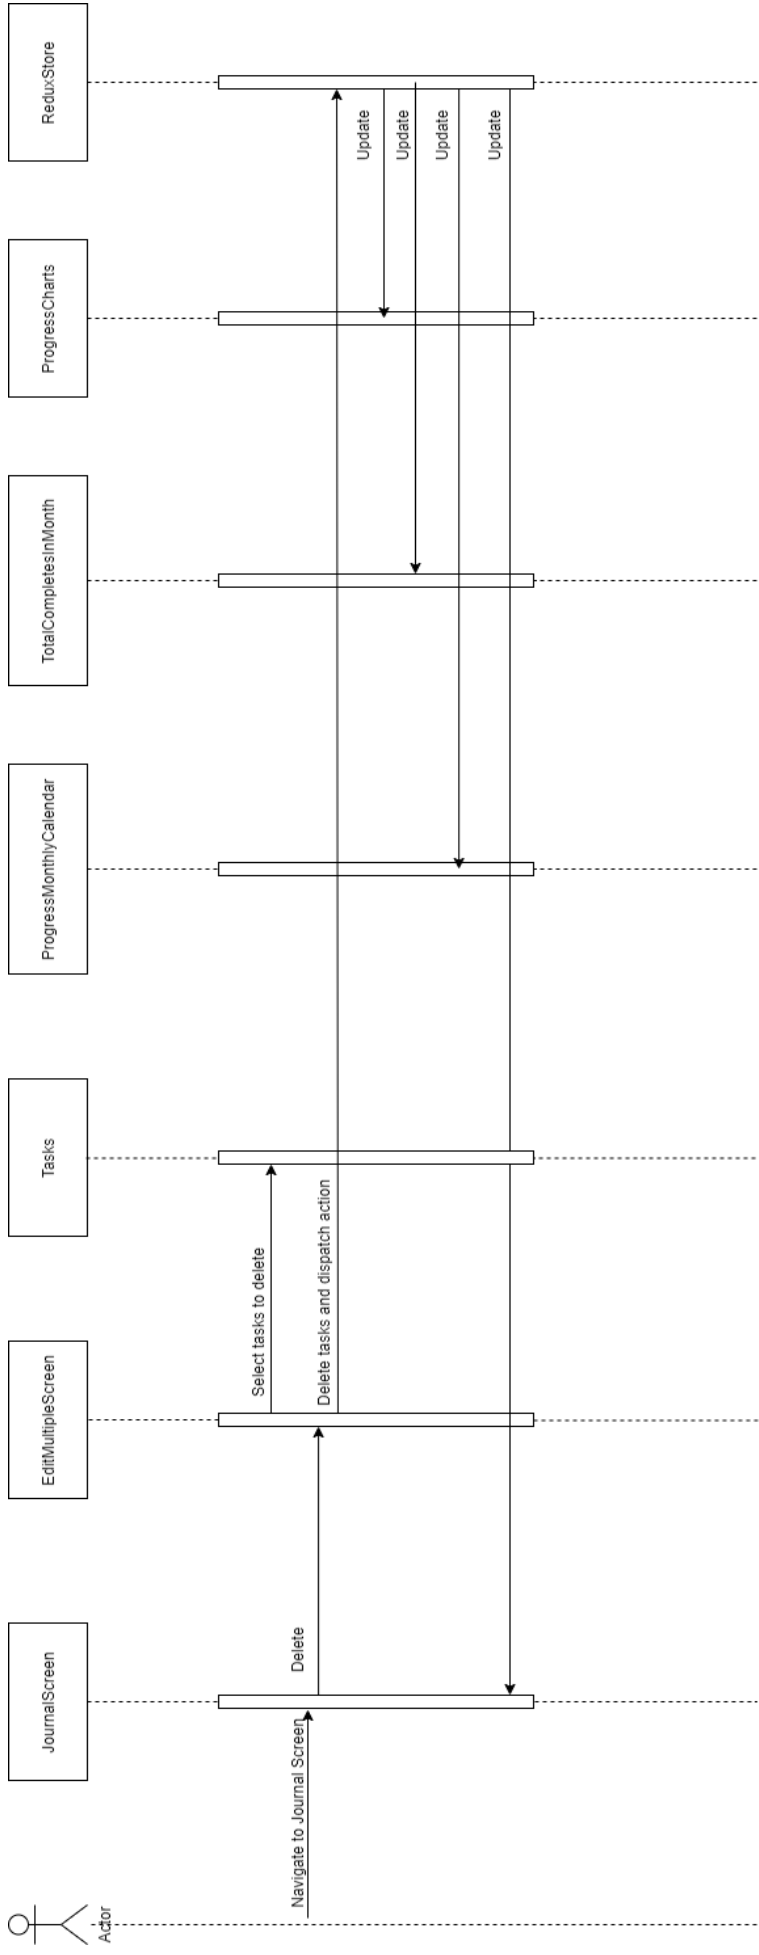 Actor
JournalScreen
EditMultipleScreen
Tasks
ProgressMonthlyCalendar
TotalCompletesInMonth
ProgressCharts
ReduxStore
Select tasks to delete
Navigate to Journal Screen
Delete
Delete tasks and dispatch action
Update
Update
Update
Update